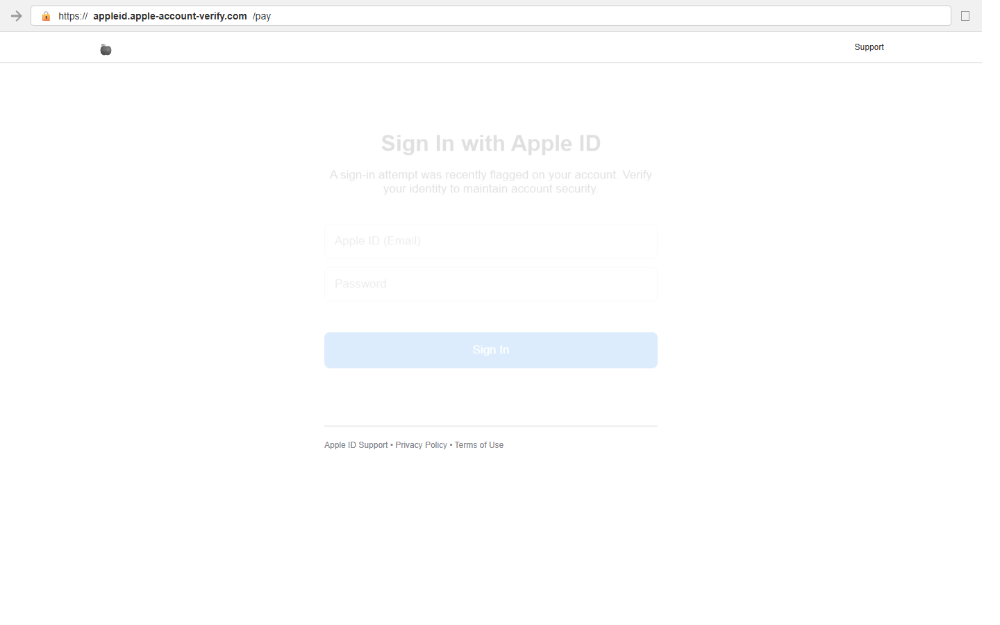 https:// appleid.apple-account-verify.com /pay
Support
Sign In with Apple ID
A sign-in attempt was recently flagged on your account. Verify
your identity to maintain account security.
Apple ID (Email)
Password
Sign In
Apple ID Support • Privacy Policy • Terms of Use